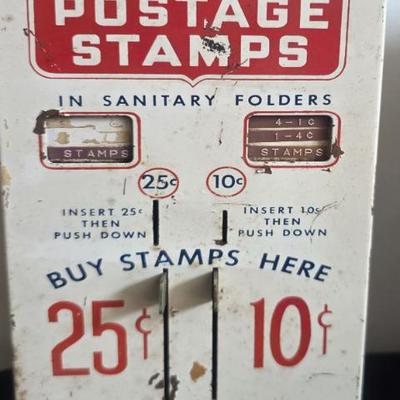 POSTAGE
STAMPS
IN SANITARY FOLDERS
STAMPS
4-1¢
1-4¢
STAMPS
25¢
10¢
INSERT 25¢
THEN
PUSH DOWN
INSERT 10¢
THEN
PUSH DOWN
BUY STAMPS HERE
25¢
10¢